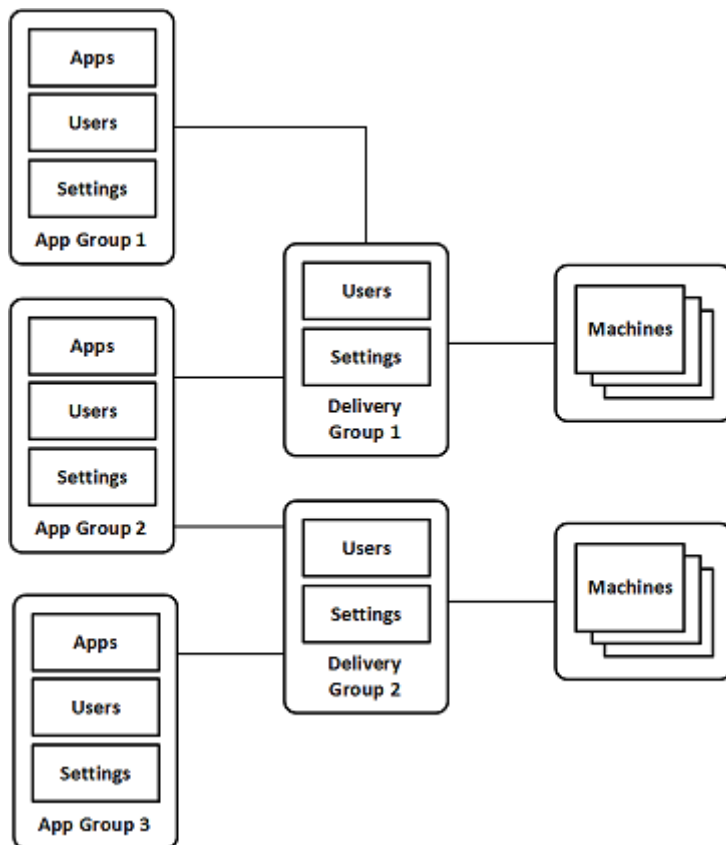 Apps
Users
Settings
App Group 1
Apps
Users
Settings
App Group 2
Apps
Users
Settings
App Group 3
Users
Settings
Delivery
Group 1
Users
Settings
Delivery
Group 2
Machines
Machines